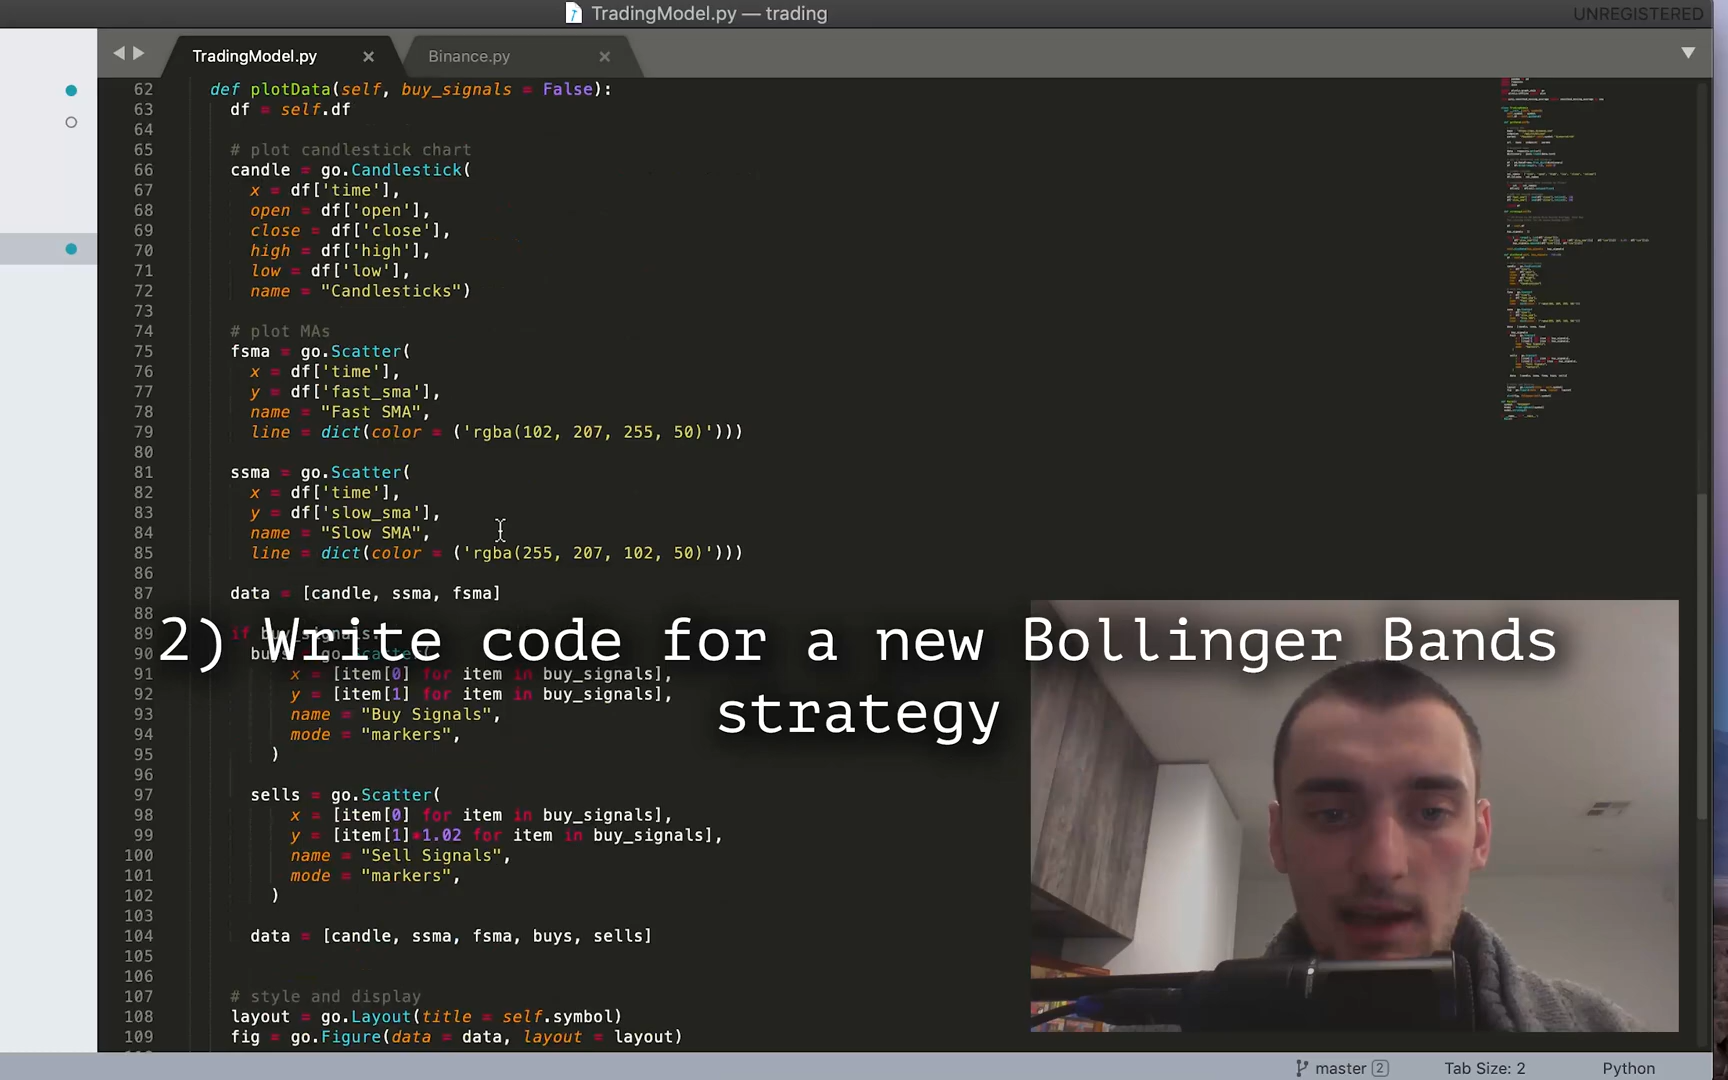 TradingModel.py — trading
UNREGISTERED
TradingModel.py
Binance.py
62 def plotData(self, buy_signals = False):
63 df = self.df
64
65 # plot candlestick chart
66 candle = go.Candlestick(
67 x = df['time'],
68 open = df['open'],
69 close = df['close'],
70 high = df['high'],
71 low = df['low'],
72 name = "Candlesticks")
73
74 # plot MAs
75 fsma = go.Scatter(
76 x = df['time'],
77 y = df['fast_sma'],
78 name = "Fast SMA",
79 line = dict(color = ('rgba(102, 207, 255, 50)')))
80
81 ssma = go.Scatter(
82 x = df['time'],
83 y = df['slow_sma'],
84 name = "Slow SMA",
85 line = dict(color = ('rgba(255, 207, 102, 50)')))
86
87 data = [candle, ssma, fsma]
88
89 if buy_signals:
2) Write code for a new Bollinger Bands
strategy
90 buys = go.Scatter(
91 x = [item[0] for item in buy_signals],
92 y = [item[1] for item in buy_signals],
93 name = "Buy Signals",
94 mode = "markers",
95 )
96
97 sells = go.Scatter(
98 x = [item[0] for item in buy_signals],
99 y = [item[1]*1.02 for item in buy_signals],
100 name = "Sell Signals",
101 mode = "markers",
102 )
103
104 data = [candle, ssma, fsma, buys, sells]
105
106
107 # style and display
108 layout = go.Layout(title = self.symbol)
109 fig = go.Figure(data = data, layout = layout)
master 2
Tab Size: 2
Python